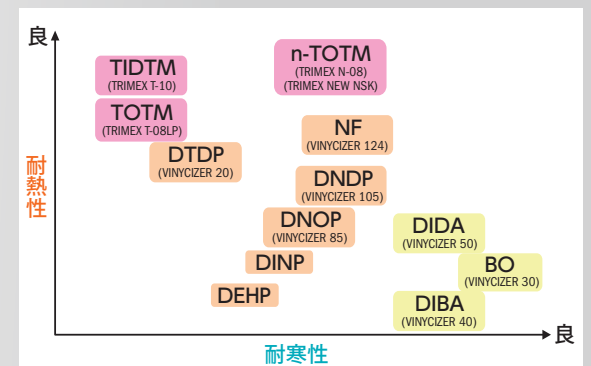 良
TIDTM
(TRIMEX T-10)
n-TOTM
(TRIMEX N-08)
(TRIMEX NEW NSK)
TOTM
(TRIMEX T-08LP)
NF
(VINYCIZER 124)
DTDP
(VINYCIZER 20)
DNDP
(VINYCIZER 105)
耐熱性
DNOP
(VINYCIZER 85)
DIDA
(VINYCIZER 50)
DINP
BO
(VINYCIZER 30)
DEHP
DIBA
(VINYCIZER 40)
良
耐寒性